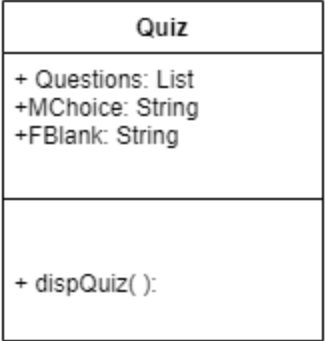 Quiz
+ Questions: List
+MChoice: String
+FBlank: String
+ dispQuiz( ):